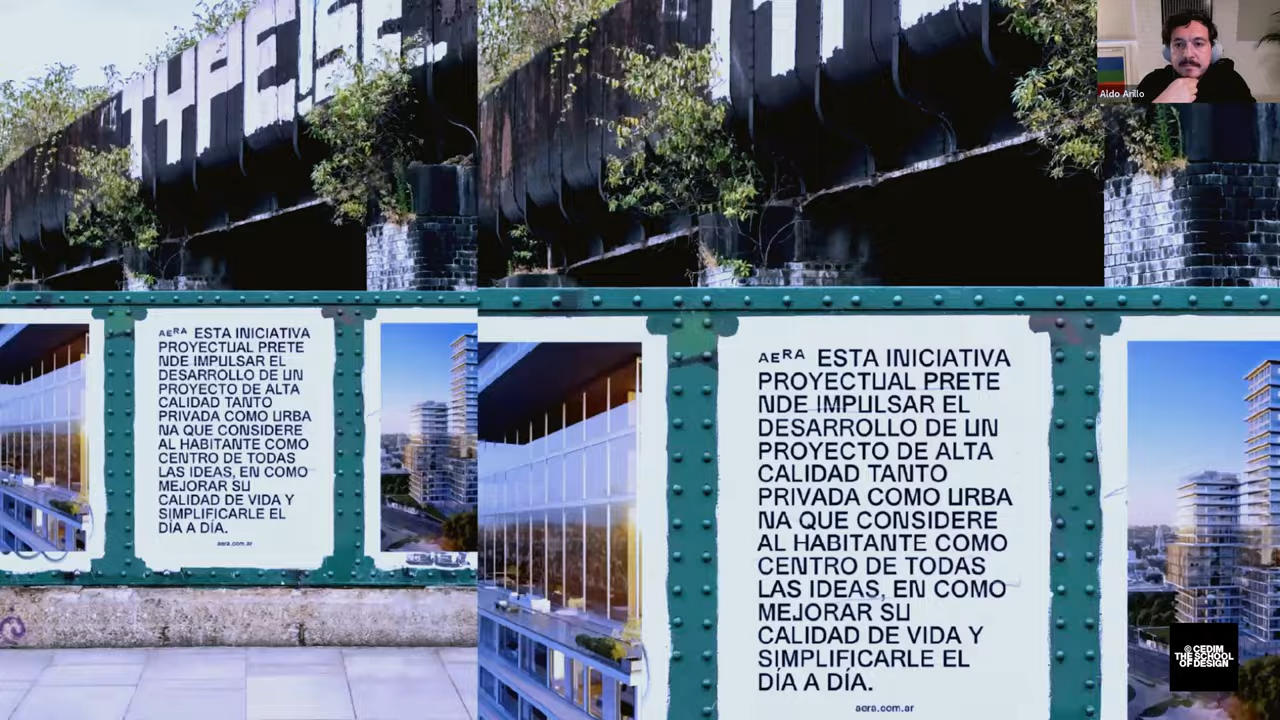 TYPE!
AERA ESTA INICIATIVA
PROYECTUAL PRETE
NDE IMPULSAR EL
DESARROLLO DE UN
PROYECTO DE ALTA
CALIDAD TANTO
PRIVADA COMO URBA
NA QUE CONSIDERE
AL HABITANTE COMO
CENTRO DE TODAS
LAS IDEAS, EN COMO
MEJORAR SU
CALIDAD DE VIDA Y
SIMPLIFICARLE EL
DÍA A DÍA.
aera.com.ar
AERA ESTA INICIATIVA
PROYECTUAL PRETE
NDE IMPULSAR EL
DESARROLLO DE UN
PROYECTO DE ALTA
CALIDAD TANTO
PRIVADA COMO URBA
NA QUE CONSIDERE
AL HABITANTE COMO
CENTRO DE TODAS
LAS IDEAS, EN COMO
MEJORAR SU
CALIDAD DE VIDA Y
SIMPLIFICARLE EL
DÍA A DÍA.
aera.com.ar
Aldo Arillo
@CEDIM
THE SCHOOL
OF DESIGN